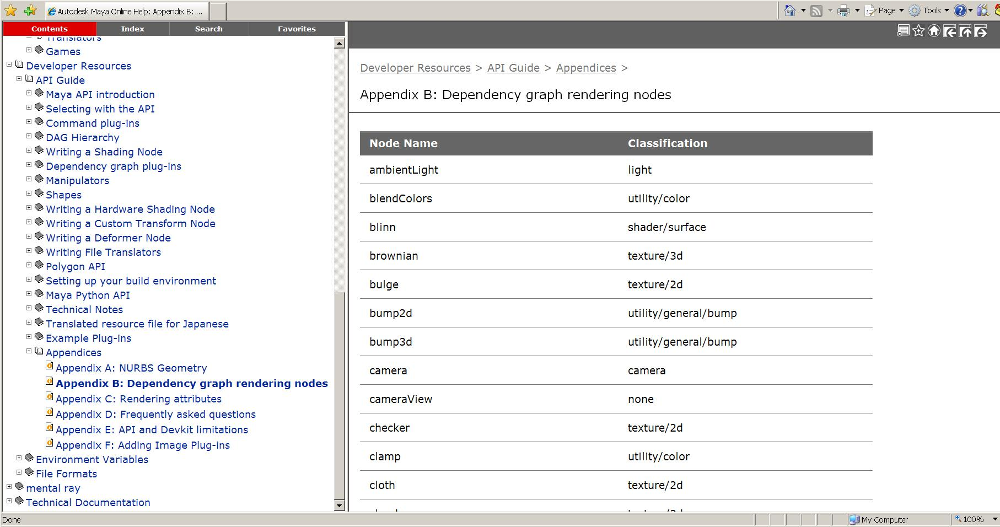 Autodesk Maya Online Help: Appendix B: ...
Page
Tools
Contents
Index
Search
Favorites
Translators
Games
Developer Resources
API Guide
Maya API introduction
Selecting with the API
Command plug-ins
DAG Hierarchy
Writing a Shading Node
Dependency graph plug-ins
Manipulators
Shapes
Writing a Hardware Shading Node
Writing a Custom Transform Node
Writing a Deformer Node
Writing File Translators
Polygon API
Setting up your build environment
Maya Python API
Technical Notes
Translated resource file for Japanese
Example Plug-ins
Appendices
Appendix A: NURBS Geometry
Appendix B: Dependency graph rendering nodes
Appendix C: Rendering attributes
Appendix D: Frequently asked questions
Appendix E: API and Devkit limitations
Appendix F: Adding Image Plug-ins
Environment Variables
File Formats
mental ray
Technical Documentation
Developer Resources > API Guide > Appendices >
Appendix B: Dependency graph rendering nodes
Node Name Classification
ambientLight light
blendColors utility/color
blinn shader/surface
brownian texture/3d
bulge texture/2d
bump2d utility/general/bump
bump3d utility/general/bump
camera camera
cameraView none
checker texture/2d
clamp utility/color
cloth texture/2d
Done
My Computer
100%